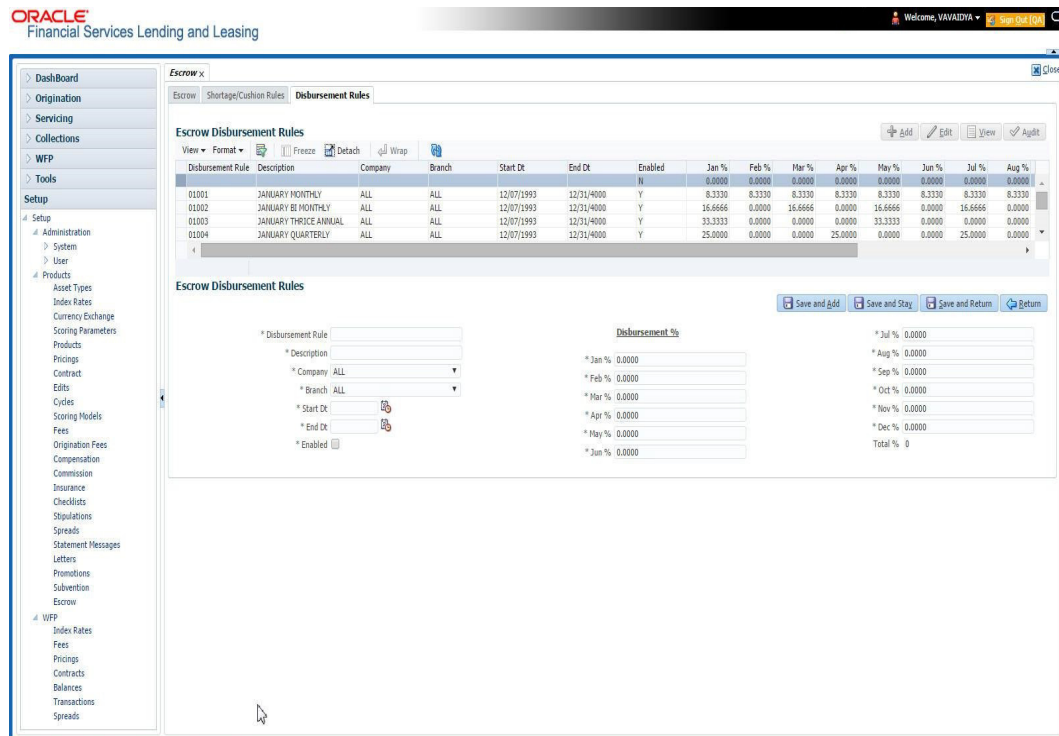 ORACLE'
Financial Services Lending and Leasing
Welcome, VAVAIDYA
Sign Out [QA]
DashBoard
Origination
Servicing
Collections
WFP
Tools
Setup
Setup
Administration
System
User
Products
Asset Types
Index Rates
Currency Exchange
Scoring Parameters
Products
Pricings
Contract
Edits
Cycles
Scoring Models
Fees
Origination Fees
Compensation
Commission
Insurance
Checklists
Stipulations
Spreads
Statement Messages
Letters
Promotions
Subvention
Escrow
WFP
Index Rates
Fees
Pricings
Contracts
Balances
Transactions
Spreads
Escrow x
Close
Escrow Shortage/Cushion Rules Disbursement Rules
Escrow Disbursement Rules
Add Edit View Audit
View Format Freeze Detach Wrap
Disbursement Rule Description Company Branch Start Dt End Dt Enabled Jan % Feb % Mar % Apr % May % Jun % Jul % Aug %
N 0.0000 0.0000 0.0000 0.0000 0.0000 0.0000 0.0000 0.0000
01001 JANUARY MONTHLY ALL ALL 12/07/1993 12/31/4000 Y 8.3330 8.3330 8.3330 8.3330 8.3330 8.3330 8.3330 8.3330
01002 JANUARY BI MONTHLY ALL ALL 12/07/1993 12/31/4000 Y 16.6666 0.0000 16.6666 0.0000 16.6666 0.0000 16.6666 0.0000
01003 JANUARY THRICE ANNUAL ALL ALL 12/07/1993 12/31/4000 Y 33.3333 0.0000 0.0000 0.0000 33.3333 0.0000 0.0000 0.0000
01004 JANUARY QUARTERLY ALL ALL 12/07/1993 12/31/4000 Y 25.0000 0.0000 0.0000 25.0000 0.0000 0.0000 25.0000 0.0000
Escrow Disbursement Rules
Save and Add Save and Stay Save and Return Return
* Disbursement Rule
* Description
* Company ALL
* Branch ALL
* Start Dt
* End Dt
* Enabled
Disbursement %
* Jan % 0.0000
* Feb % 0.0000
* Mar % 0.0000
* Apr % 0.0000
* May % 0.0000
* Jun % 0.0000
* Jul % 0.0000
* Aug % 0.0000
* Sep % 0.0000
* Oct % 0.0000
* Nov % 0.0000
* Dec % 0.0000
Total % 0